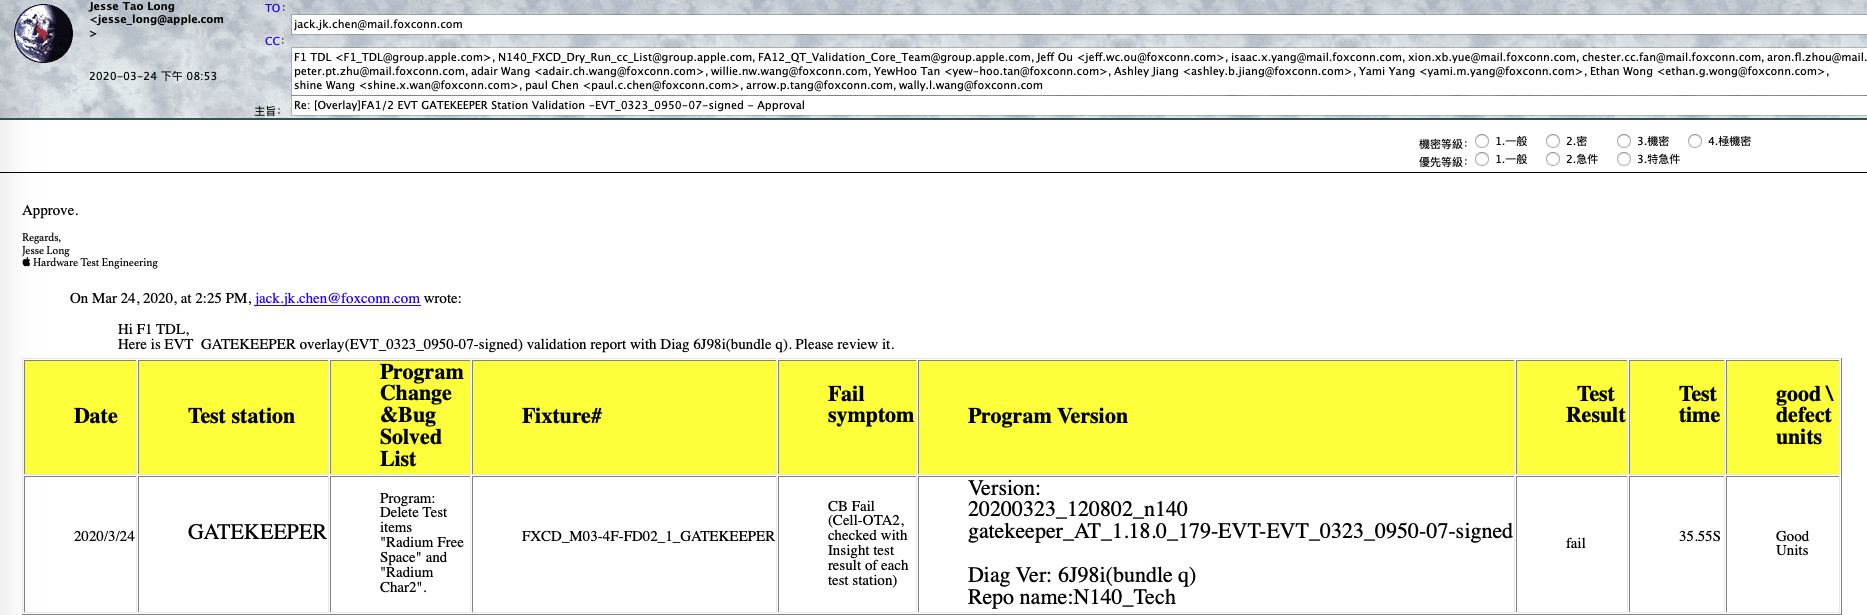 Jesse Tao Long
<jesse_long@apple.com
>
2020-03-24 下午 08:53
TO:
jack.jk.chen@mail.foxconn.com
CC:
F1 TDL <F1_TDL@group.apple.com>, N140_FXCD_Dry_Run_cc_List@group.apple.com, FA12_QT_Validation_Core_Team@group.apple.com, Jeff Ou <jeff.wc.ou@foxconn.com>, isaac.x.yang@mail.foxconn.com, xion.xb.yue@mail.foxconn.com, chester.cc.fan@mail.foxconn.com, aron.fl.zhou@mail.
peter.pt.zhu@mail.foxconn.com, adair Wang <adair.ch.wang@foxconn.com>, willie.nw.wang@foxconn.com, YewHoo Tan <yew-hoo.tan@foxconn.com>, Ashley Jiang <ashley.b.jiang@foxconn.com>, Yami Yang <yami.m.yang@foxconn.com>, Ethan Wong <ethan.g.wong@foxconn.com>,
shine Wang <shine.x.wan@foxconn.com>, paul Chen <paul.c.chen@foxconn.com>, arrow.p.tang@foxconn.com, wally.l.wang@foxconn.com
主旨:
Re: [Overlay]FA1/2 EVT GATEKEEPER Station Validation -EVT_0323_0950-07-signed - Approval
機密等級: 1.一般 2.密 3.機密 4.極機密
優先等級: 1.一般 2.急件 3.特急件
Approve.
Regards,
Jesse Long
Hardware Test Engineering
On Mar 24, 2020, at 2:25 PM, jack.jk.chen@foxconn.com wrote:
Hi F1 TDL,
Here is EVT GATEKEEPER overlay(EVT_0323_0950-07-signed) validation report with Diag 6J98i(bundle q). Please review it.
Date
Test station
Program
Change
&Bug
Solved
List
Fixture#
Fail
symptom
Program Version
Test
Result
Test
time
good \
defect
units
2020/3/24
GATEKEEPER
Program:
Delete Test
items
"Radium Free
Space" and
"Radium
Char2".
FXCD_M03-4F-FD02_1_GATEKEEPER
CB Fail
(Cell-OTA2,
checked with
Insight test
result of each
test station)
Version:
20200323_120802_n140
gatekeeper_AT_1.18.0_179-EVT-EVT_0323_0950-07-signed
Diag Ver: 6J98i(bundle q)
Repo name:N140_Tech
fail
35.55S
Good
Units